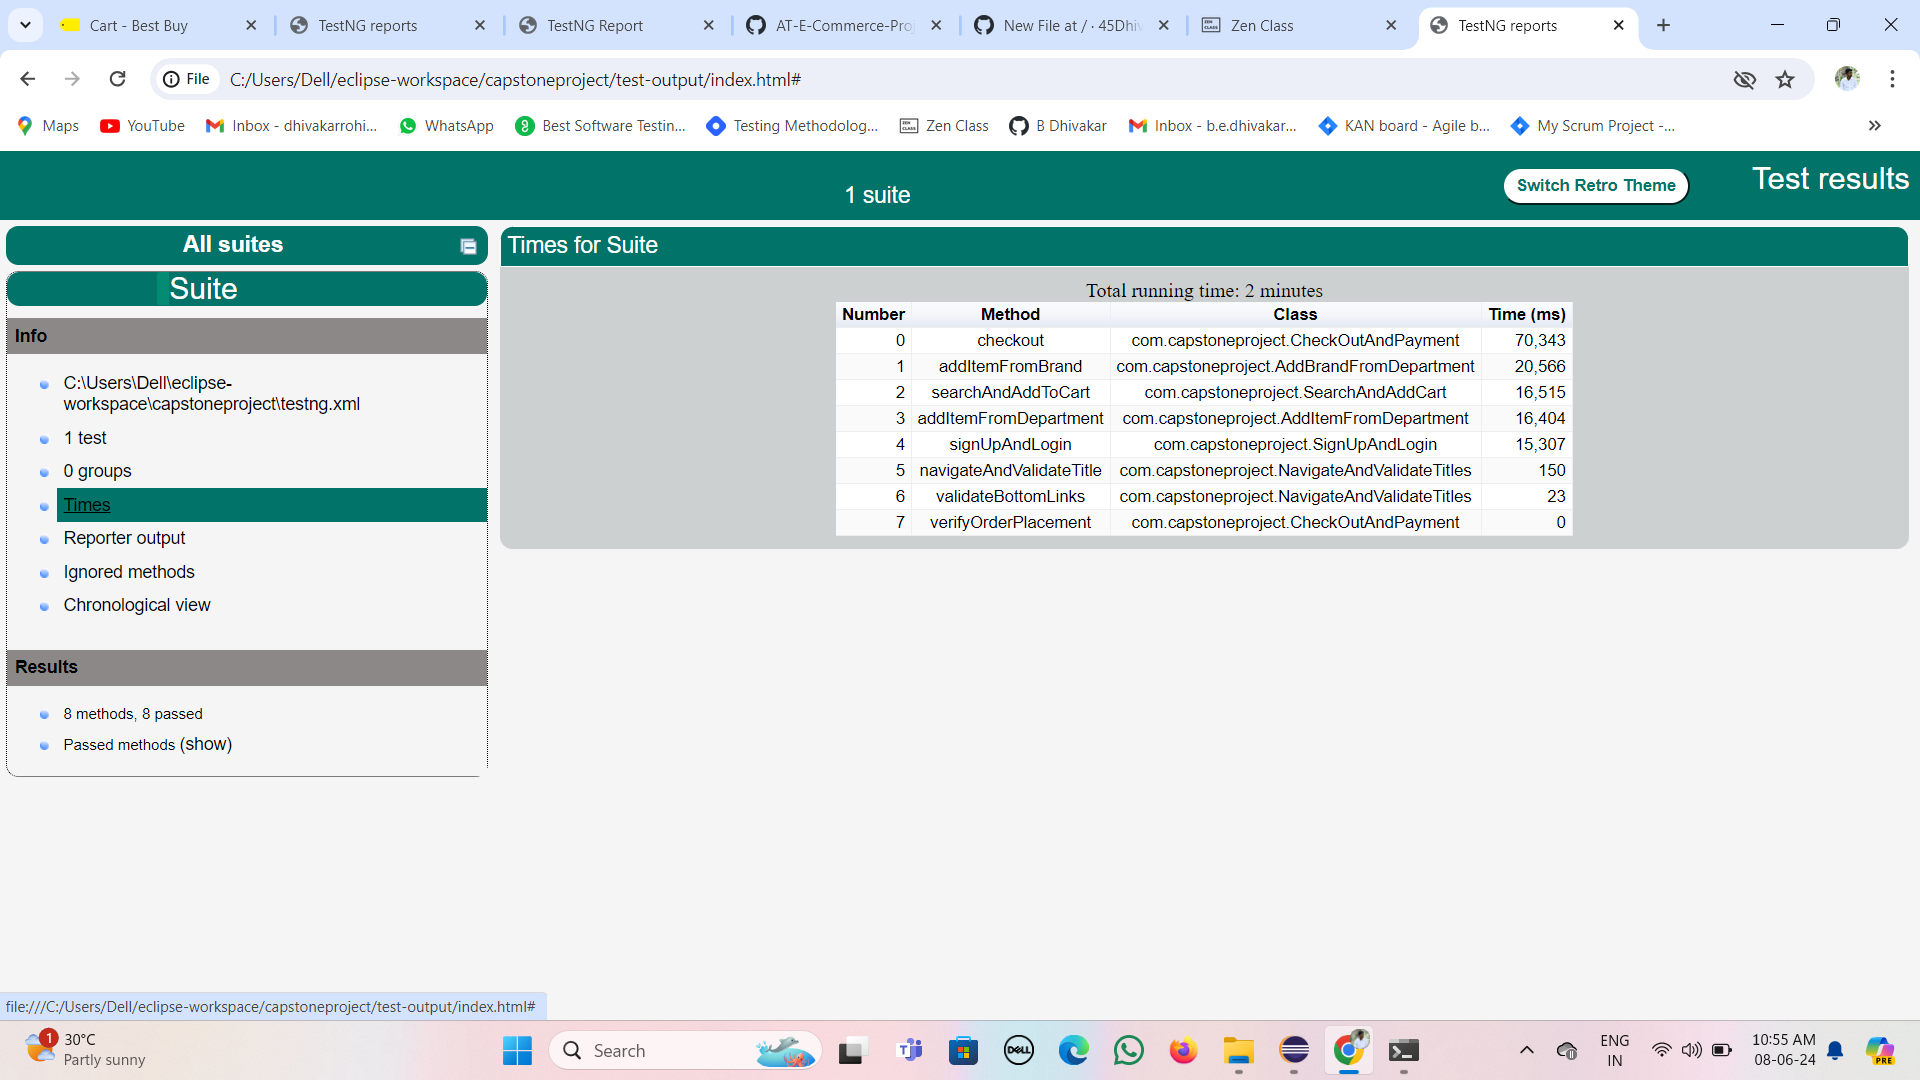 Cart - Best Buy
TestNG reports
TestNG Report
AT-E-Commerce-Proj
New File at / · 45Dhiv
Zen Class
TestNG reports
File
C:/Users/Dell/eclipse-workspace/capstoneproject/test-output/index.html#
Maps
YouTube
Inbox - dhivakarrohi...
WhatsApp
Best Software Testin...
Testing Methodolog...
Zen Class
B Dhivakar
Inbox - b.e.dhivakar...
KAN board - Agile b...
My Scrum Project -...
1 suite
Switch Retro Theme
Test results
All suites
Suite
Info
C:\Users\Dell\eclipse-
workspace\capstoneproject\testng.xml
1 test
0 groups
Times
Reporter output
Ignored methods
Chronological view
Results
8 methods, 8 passed
Passed methods (show)
Times for Suite
Total running time: 2 minutes
Number Method Class Time (ms)
0 checkout com.capstoneproject.CheckOutAndPayment 70,343
1 addItemFromBrand com.capstoneproject.AddBrandFromDepartment 20,566
2 searchAndAddToCart com.capstoneproject.SearchAndAddCart 16,515
3 addItemFromDepartment com.capstoneproject.AddItemFromDepartment 16,404
4 signUpAndLogin com.capstoneproject.SignUpAndLogin 15,307
5 navigateAndValidateTitle com.capstoneproject.NavigateAndValidateTitles 150
6 validateBottomLinks com.capstoneproject.NavigateAndValidateTitles 23
7 verifyOrderPlacement com.capstoneproject.CheckOutAndPayment 0
file:///C:/Users/Dell/eclipse-workspace/capstoneproject/test-output/index.html#
1
30°C
Partly sunny
Search
DELL
ENG
IN
10:55 AM
08-06-24
PRE